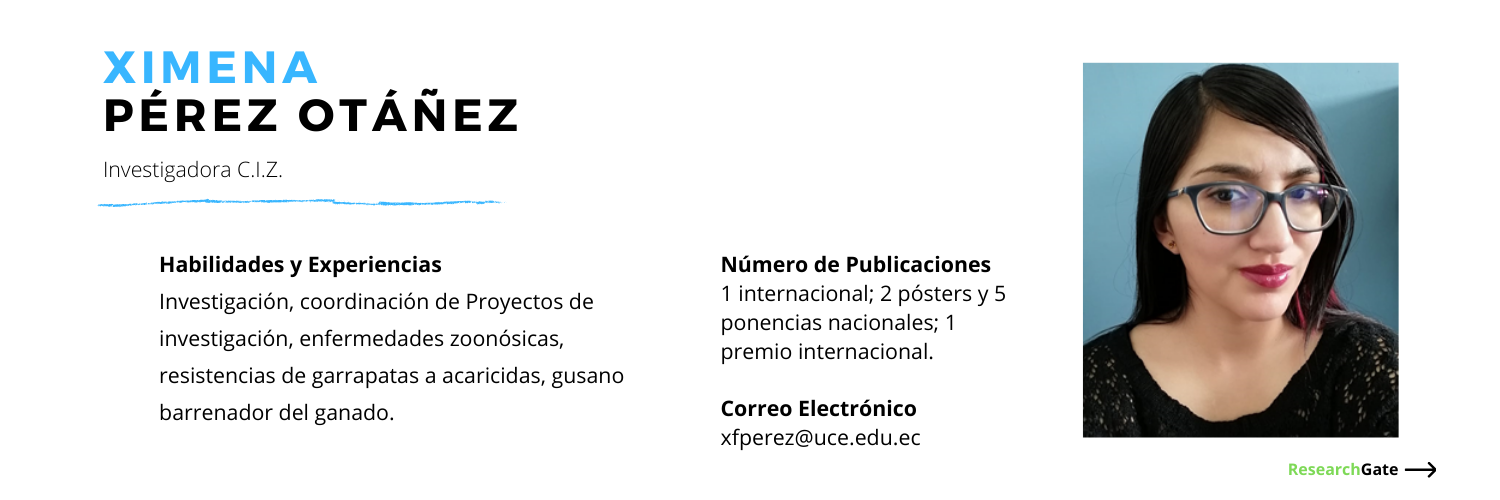 XIMENA
PÉREZ OTÁÑEZ
Investigadora C.I.Z.
Habilidades y Experiencias
Investigación, coordinación de Proyectos de
investigación, enfermedades zoonósicas,
resistencias de garrapatas a acaricidas, gusano
barrenador del ganado.
Número de Publicaciones
1 internacional; 2 pósters y 5
ponencias nacionales; 1
premio internacional.
Correo Electrónico
xfperez@uce.edu.ec
ResearchGate